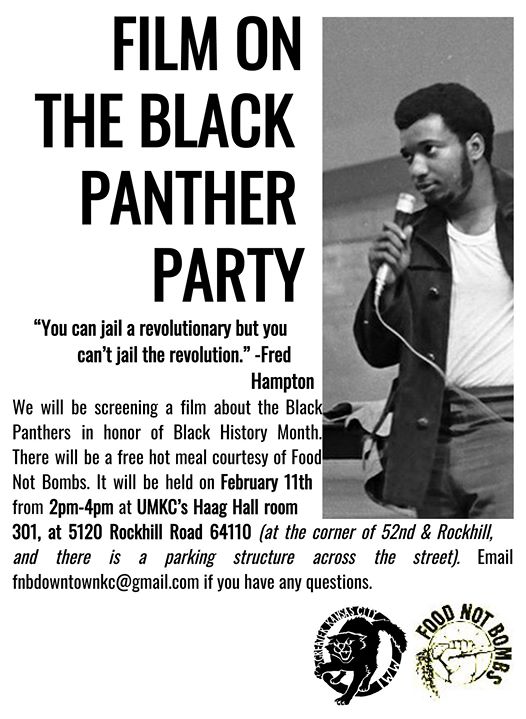 FILM ON
THE BLACK
PANTHER
PARTY
“You can jail a revolutionary but you
can’t jail the revolution.” -Fred
Hampton
We will be screening a film about the Black
Panthers in honor of Black History Month.
There will be a free hot meal courtesy of Food
Not Bombs. It will be held on February 11th
from 2pm-4pm at UMKC’s Haag Hall room
301, at 5120 Rockhill Road 64110 (at the corner of 52nd & Rockhill,
and there is a parking structure across the street). Email
fnbdowntownkc@gmail.com if you have any questions.
GREATER KANSAS CITY
FOOD NOT BOMBS